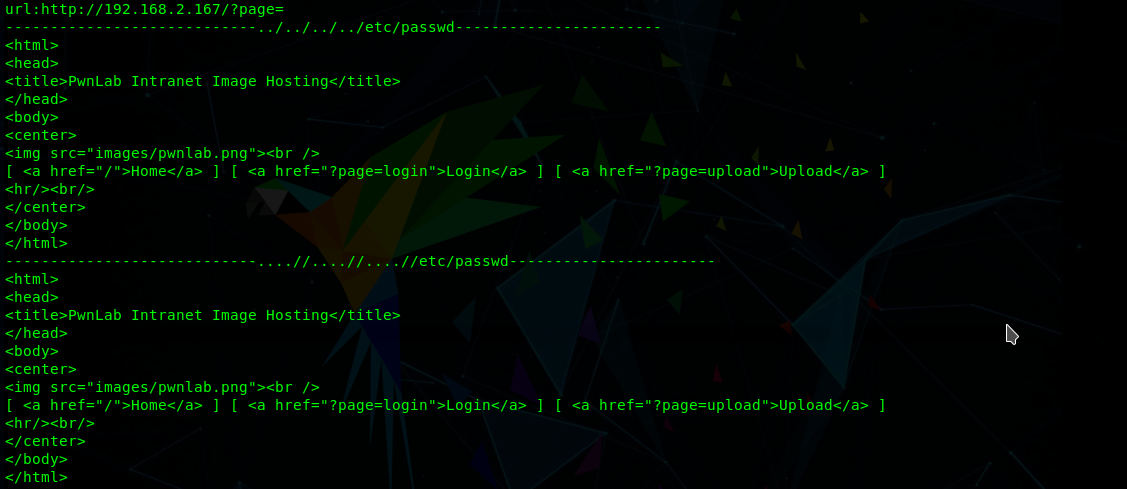 url:http://192.168.2.167/?page=
----------------------------../../../../etc/passwd-----------------------
<html>
<head>
<title>PwnLab Intranet Image Hosting</title>
</head>
<body>
<center>
<img src="images/pwnlab.png"><br />
[ <a href="/">Home</a> ] [ <a href="?page=login">Login</a> ] [ <a href="?page=upload">Upload</a> ]
<hr/><br/>
</center>
</body>
</html>
----------------------------....//....//....//etc/passwd-----------------------
<html>
<head>
<title>PwnLab Intranet Image Hosting</title>
</head>
<body>
<center>
<img src="images/pwnlab.png"><br />
[ <a href="/">Home</a> ] [ <a href="?page=login">Login</a> ] [ <a href="?page=upload">Upload</a> ]
<hr/><br/>
</center>
</body>
</html>